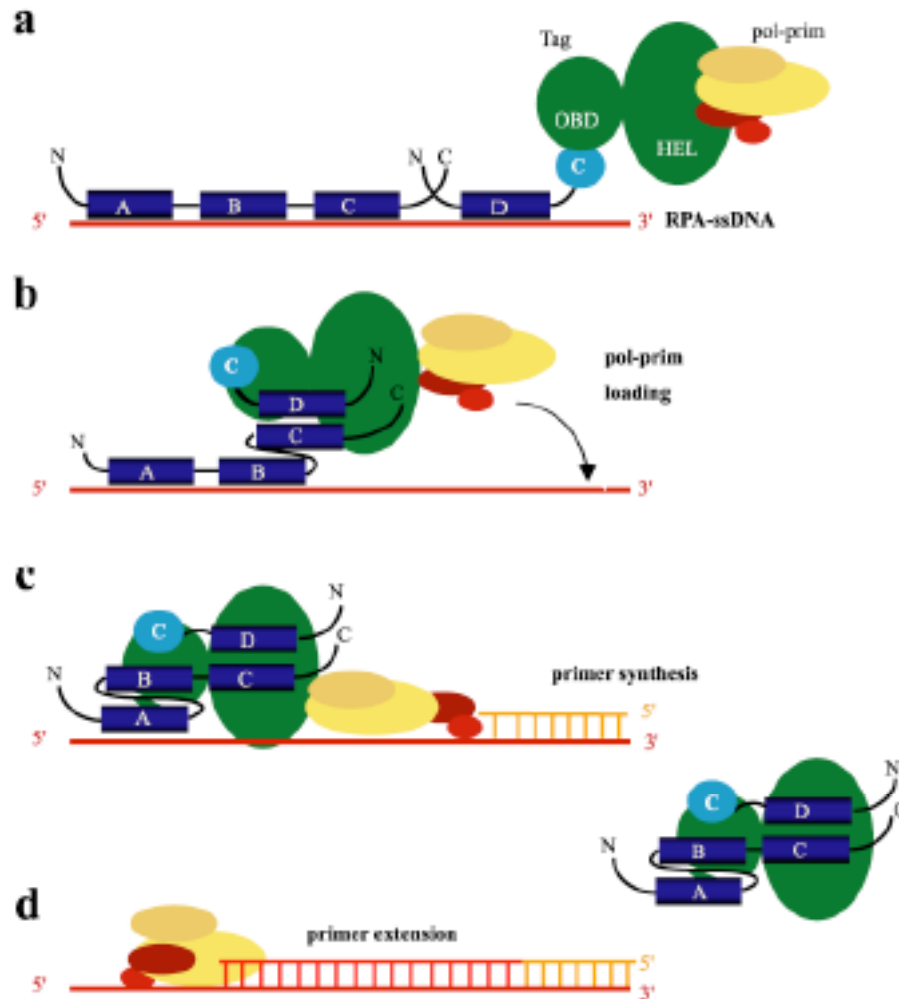 a
Tag
pol-prim
OBD
HEL
C
N
N C
A B C D
5' 3' RPA-ssDNA
b
C
N
D
C
C
pol-prim
loading
N
A B
5' 3'
c
N
C
D
C
N
B C
primer synthesis
A
5'
5' 3'
N
C
D
C
N
B C
A
d
primer extension
5'
5' 3'